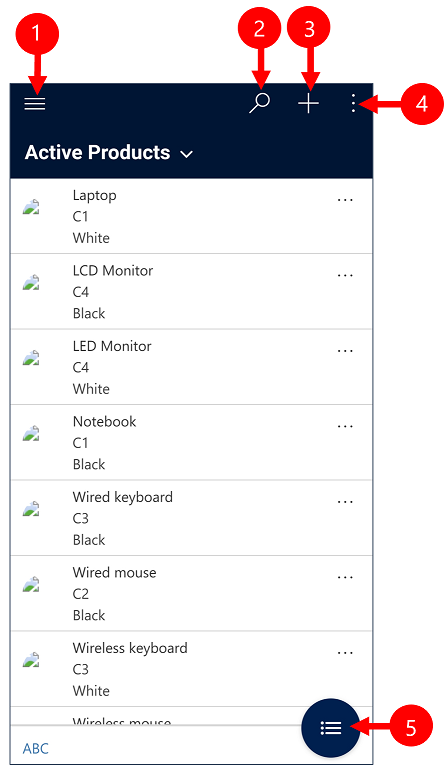 1
2
3
4
Active Products
Laptop
C1
White
LCD Monitor
C4
Black
LED Monitor
C4
White
Notebook
C1
Black
Wired keyboard
C3
Black
Wired mouse
C2
Black
Wireless keyboard
C3
White
Wireless mouse
5
ABC